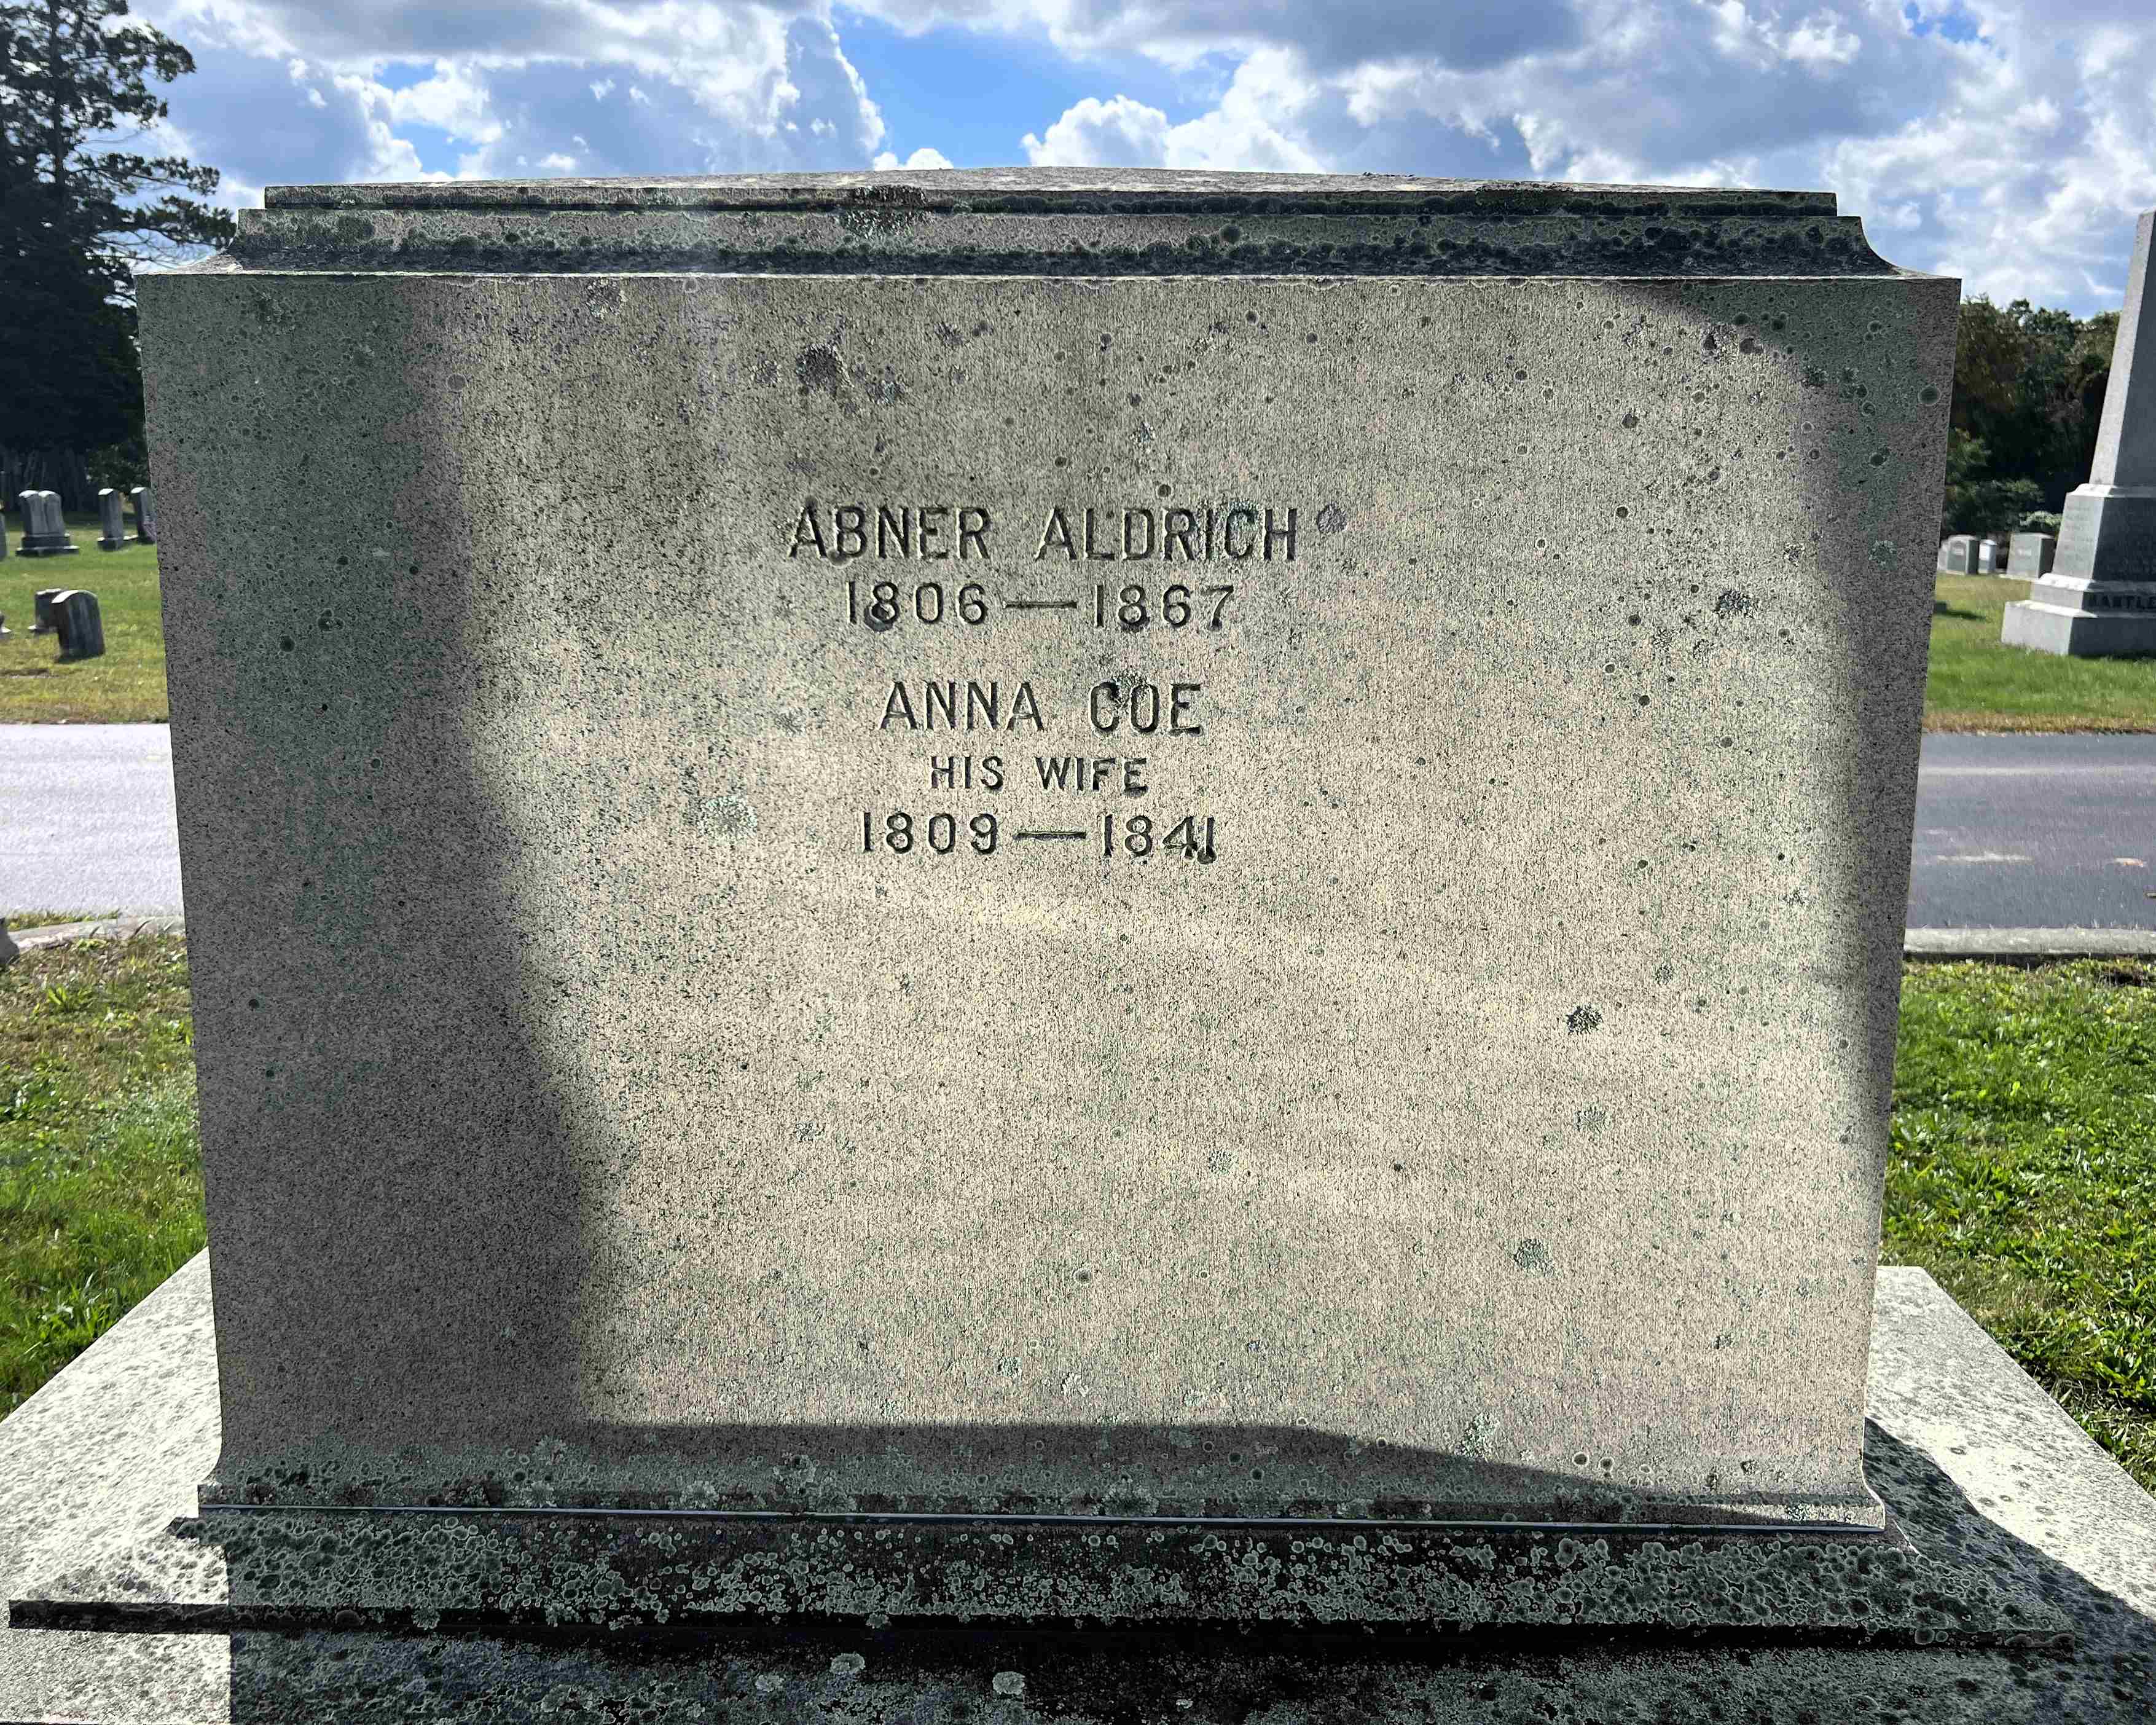 ABNER ALDRICH
1806—1867
ANNA COE
HIS WIFE
1809—1841